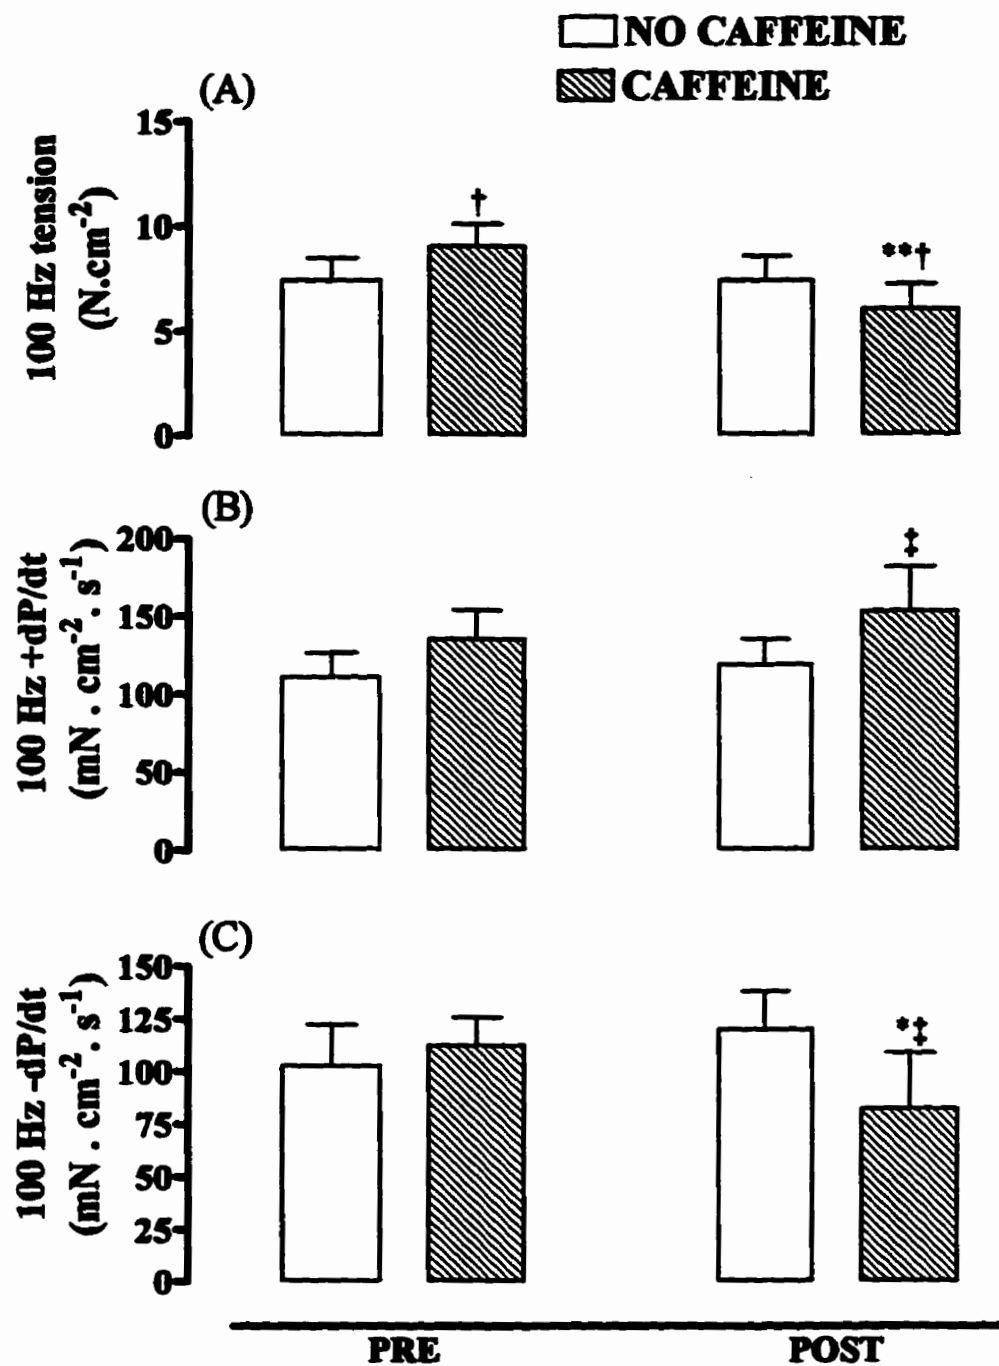 NO CAFFEINE
CAFFEINE
(A)
100 Hz tension
(N.cm-2)
15
10
5
0
†
**†
(B)
100 Hz +dP/dt
(mN . cm-2 . s-1)
200
150
100
50
0
‡
(C)
100 Hz -dP/dt
(mN . cm-2 . s-1)
150
125
100
75
50
25
0
*‡
PRE
POST